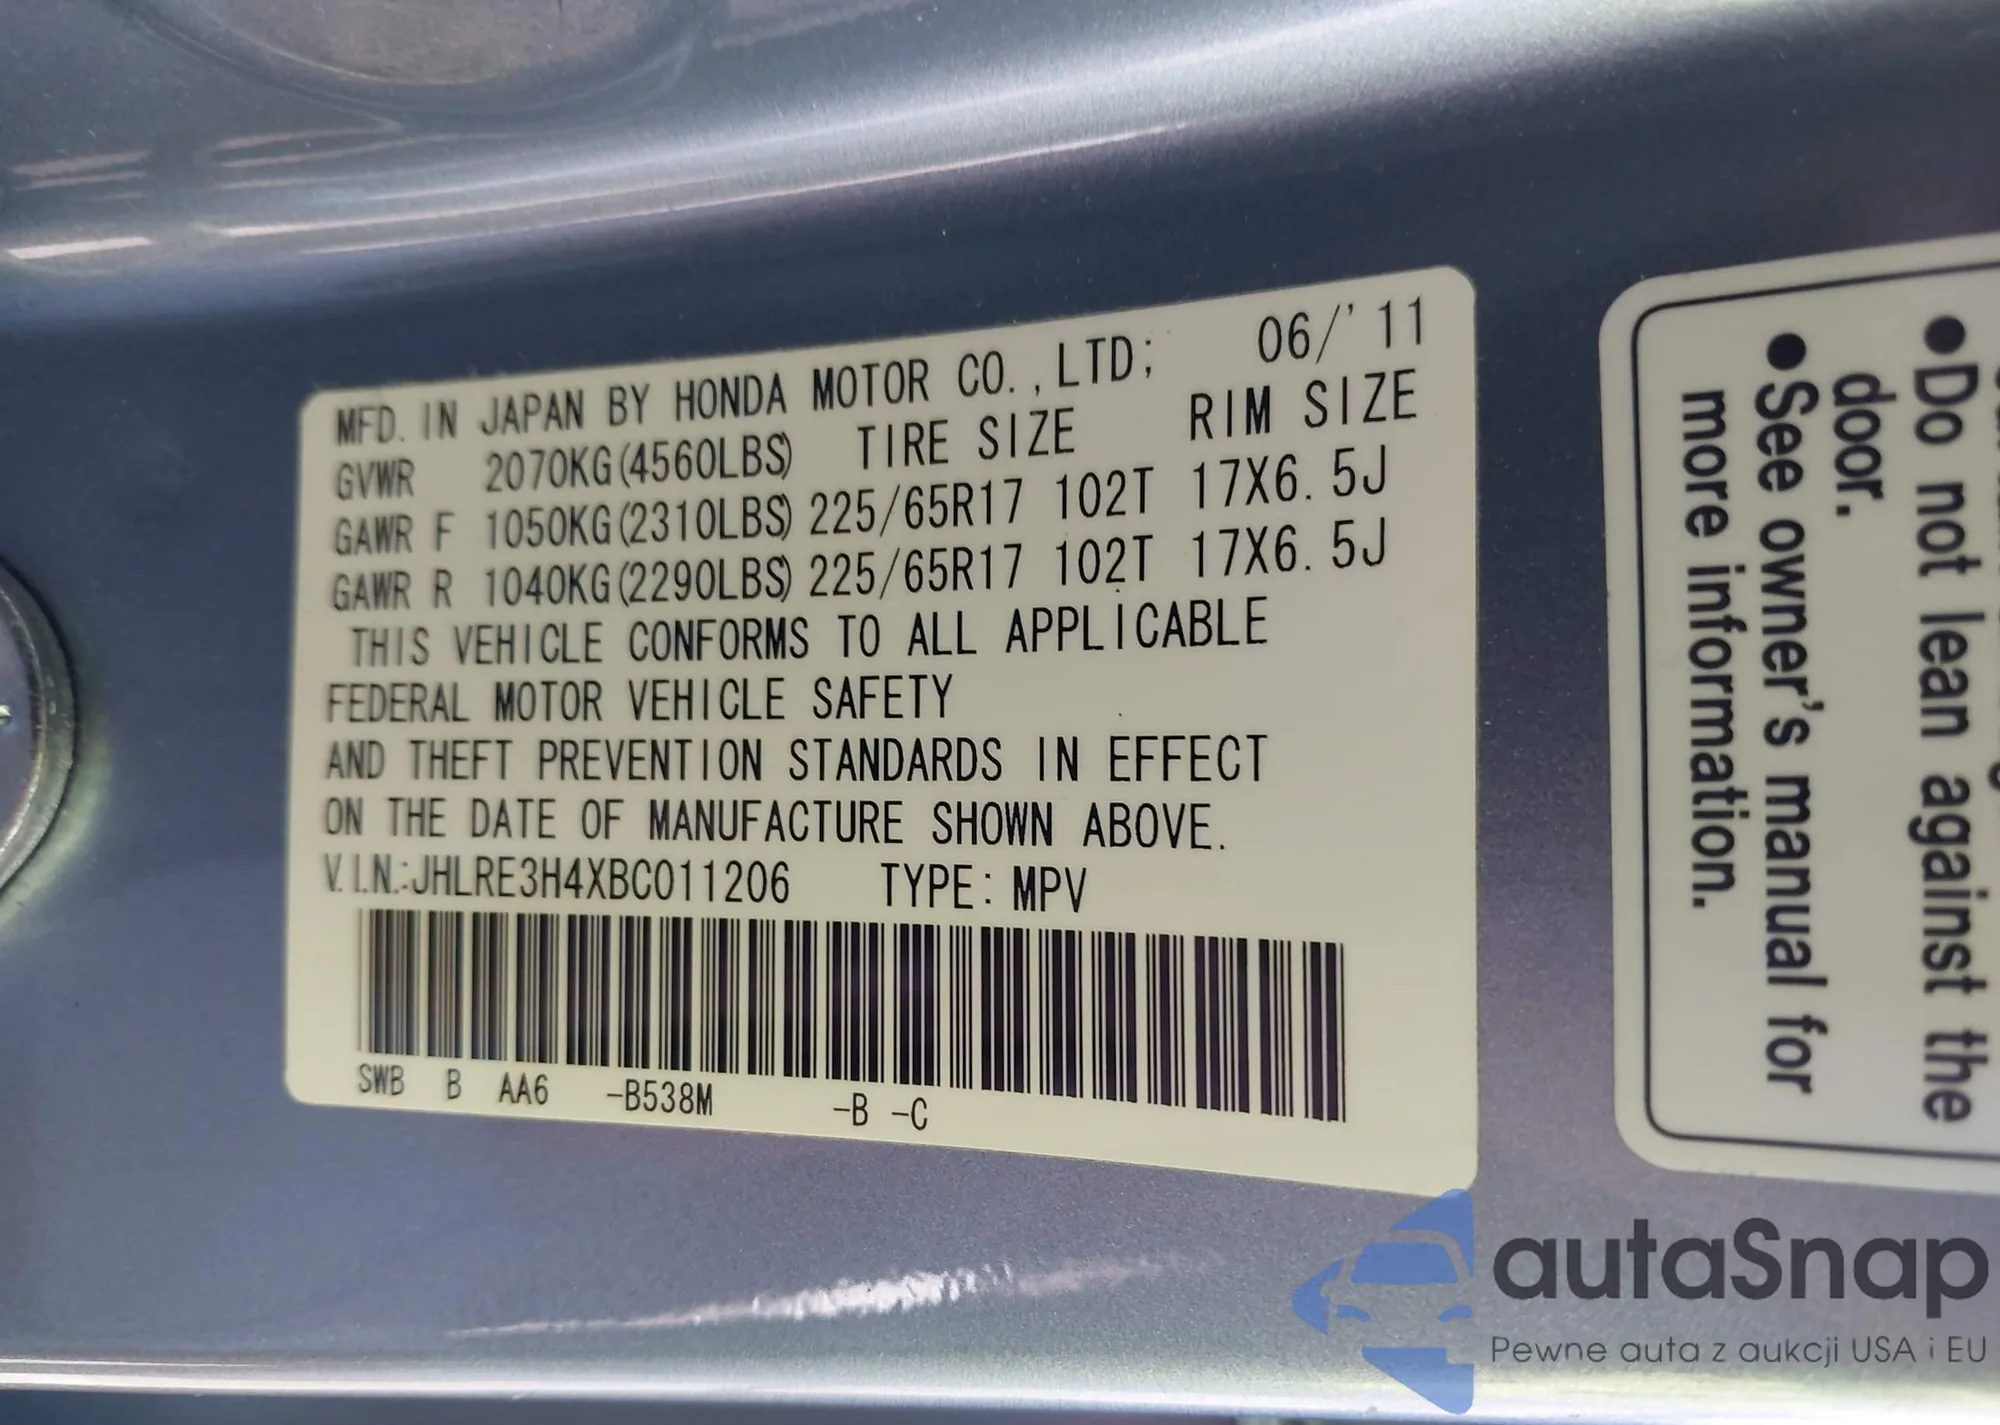 MFD. IN JAPAN BY HONDA MOTOR CO.,LTD; 06/'11
GVWR 2070KG(4560LBS) TIRE SIZE RIM SIZE
GAWR F 1050KG(2310LBS) 225/65R17 102T 17X6.5J
GAWR R 1040KG(2290LBS) 225/65R17 102T 17X6.5J
THIS VEHICLE CONFORMS TO ALL APPLICABLE
FEDERAL MOTOR VEHICLE SAFETY
AND THEFT PREVENTION STANDARDS IN EFFECT
ON THE DATE OF MANUFACTURE SHOWN ABOVE.
V.I.N.:JHLRE3H4XBC011206 TYPE: MPV
SWB B AA6 -B538M -B -C
●Do not lean against the
door.
●See owner's manual for
more information.
autaSnap
Pewne auta z aukcji USA i EU